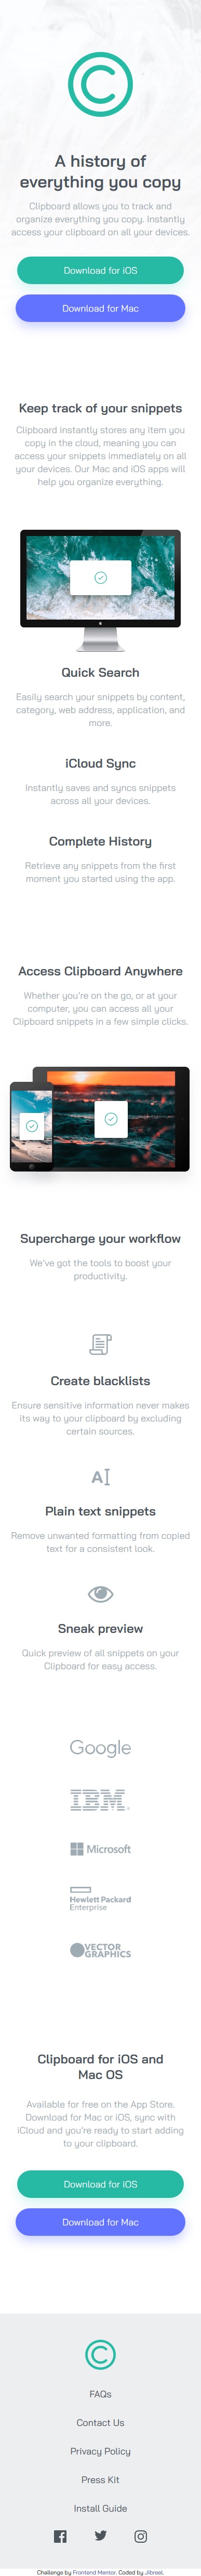 A history of
everything you copy
Clipboard allows you to track and
organize everything you copy. Instantly
access your clipboard on all your devices.
Download for iOS
Download for Mac
Keep track of your snippets
Clipboard instantly stores any item you
copy in the cloud, meaning you can
access your snippets immediately on all
your devices. Our Mac and iOS apps will
help you organize everything.
Quick Search
Easily search your snippets by content,
category, web address, application, and
more.
iCloud Sync
Instantly saves and syncs snippets
across all your devices.
Complete History
Retrieve any snippets from the first
moment you started using the app.
Access Clipboard Anywhere
Whether you're on the go, or at your
computer, you can access all your
Clipboard snippets in a few simple clicks.
Supercharge your workflow
We've got the tools to boost your
productivity.
Create blacklists
Ensure sensitive information never makes
its way to your clipboard by excluding
certain sources.
Plain text snippets
Remove unwanted formatting from copied
text for a consistent look.
Sneak preview
Quick preview of all snippets on your
Clipboard for easy access.
Google
IBM
Microsoft
Hewlett Packard
Enterprise
VECTOR
GRAPHICS
Clipboard for iOS and
Mac OS
Available for free on the App Store.
Download for Mac or iOS, sync with
iCloud and you're ready to start adding
to your clipboard.
Download for iOS
Download for Mac
FAQs
Contact Us
Privacy Policy
Press Kit
Install Guide
Challenge by Frontend Mentor. Coded by Jibreel.